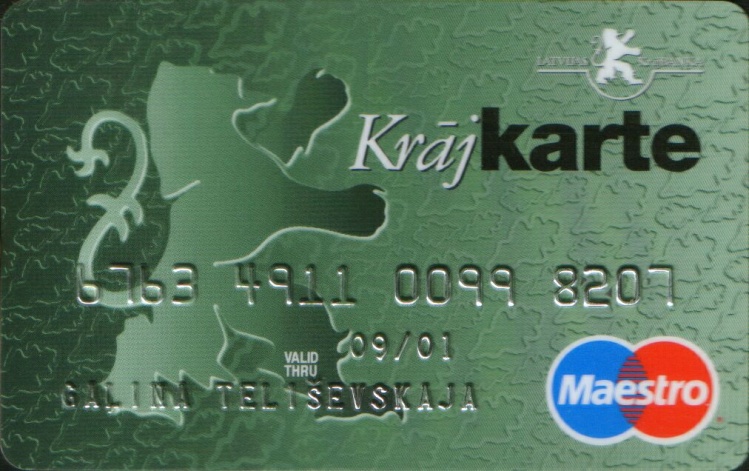 LATVIJAS KRĀJBANKA
Krājkarte
6763 4911 0099 8207
VALID
THRU 09/01
GALINA TELIŠEVSKAJA
Maestro